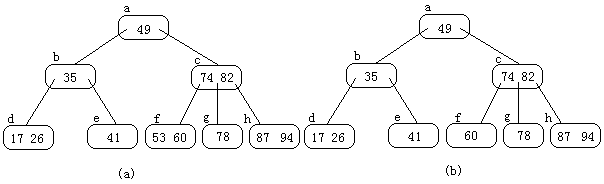 a a
49 49
b c b c
35 74 82 35 74 82
d e f g h d e f g h
17 26 41 53 60 78 87 94 17 26 41 60 78 87 94
(a) (b)